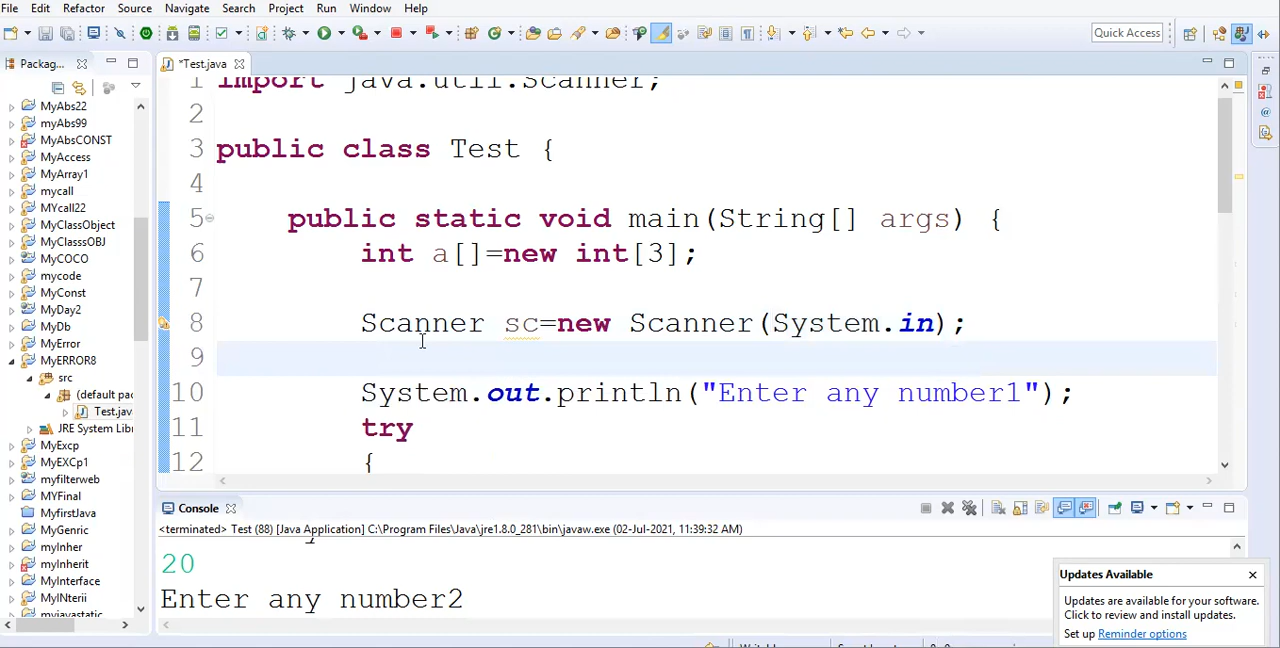 File Edit Refactor Source Navigate Search Project Run Window Help
Quick Access
Packag...
*Test.java
MyAbs22
myAbs99
MyAbsCONST
MyAccess
MyArray1
mycall
MYcall22
MyClassObject
MyClasssOBJ
MyCOCO
mycode
MyConst
MyDay2
MyDb
MyError
MyERROR8
src
(default pac
Test.jav
JRE System Libr
MyExcp
MyEXCp1
myfilterweb
MYFinal
MyfirstJava
MyGenric
myInher
myInherit
MyInterface
MyINterii
myjavastatic
1 import java.util.Scanner;
2
3 public class Test {
4
5 public static void main(String[] args) {
6 int a[]=new int[3];
7
8 Scanner sc=new Scanner(System.in);
9
10 System.out.println("Enter any number1");
11 try
12 {
Console
<terminated> Test (88) [Java Application] C:\Program Files\Java\jre1.8.0_281\bin\javaw.exe (02-Jul-2021, 11:39:32 AM)
20
Enter any number2
Updates Available
Updates are available for your software.
Click to review and install updates.
Set up Reminder options